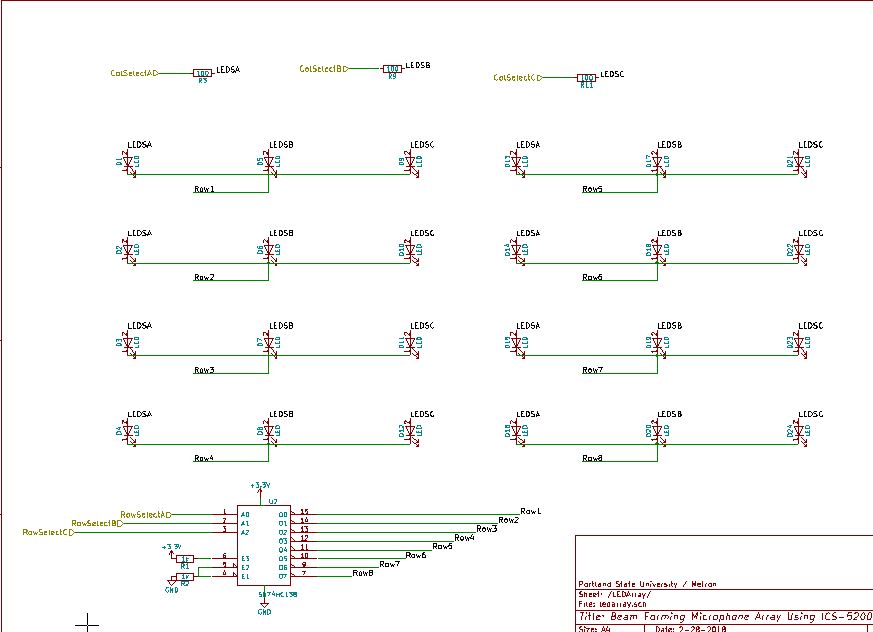 ColSelectA
100
R3
LEDSA
ColSelectB
100
R9
LEDSB
ColSelectC
100
R11
LEDSC
LEDSA LEDSB LEDSC LEDSA LEDSB LEDSC
D1 LED D5 LED D9 LED D13 LED D17 LED D21 LED
Row1 Row5
LEDSA LEDSB LEDSC LEDSA LEDSB LEDSC
D2 LED D6 LED D10 LED D14 LED D18 LED D22 LED
Row2 Row6
LEDSA LEDSB LEDSC LEDSA LEDSB LEDSC
D3 LED D7 LED D11 LED D15 LED D19 LED D23 LED
Row3 Row7
LEDSA LEDSB LEDSC LEDSA LEDSB LEDSC
D4 LED D8 LED D12 LED D16 LED D20 LED D24 LED
Row4 Row8
+3.3V
U2
RowSelectA 1 A0 O0 15 Row1
RowSelectB 2 A1 O1 14 Row2
RowSelectC 3 A2 O2 13 Row3
O3 12 Row4
O4 11 Row5
+3.3V 1k R1 6 E3 O5 10 Row6
5 E2 O6 9 Row7
1k R2 4 E1 O7 7 Row8
GND
SN74HC138
GND
Portland State University / Metron
Sheet: /LEDArray/
File: ledarray.sch
Title: Beam Forming Microphone Array Using ICS-5200
Size: A4 Date: 2-28-2018